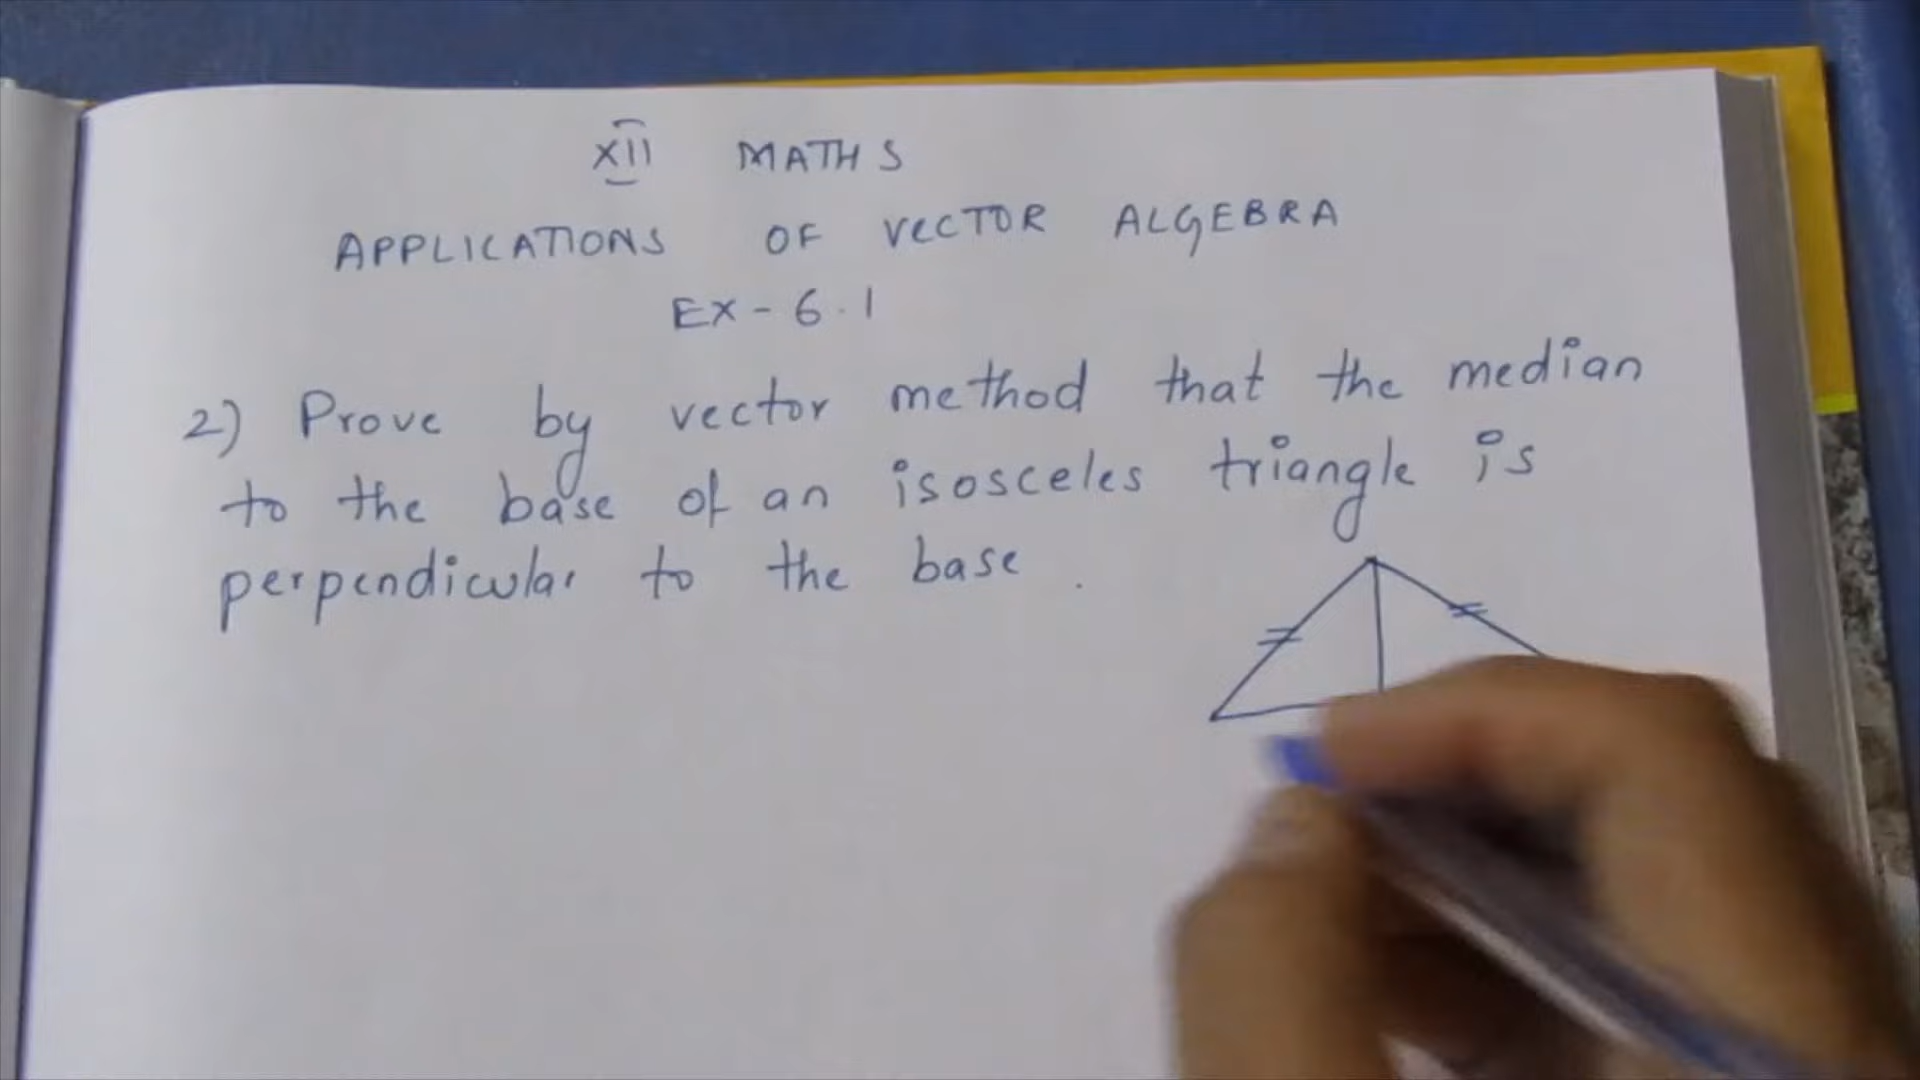 XII MATHS
APPLICATIONS OF VECTOR ALGEBRA
EX - 6.1
2) Prove by vector method that the median
to the base of an isosceles triangle is
perpendicular to the base.